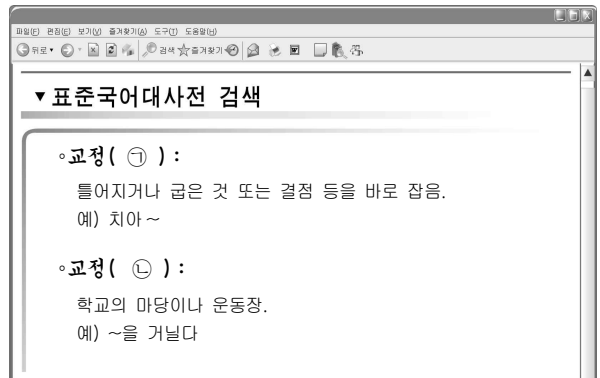 파일(F) 편집(E) 보기(V) 즐겨찾기(A) 도구(T) 도움말(H)
뒤로 검색 즐겨찾기
▼표준국어대사전 검색
◦교정( ㉠ ) :
틀어지거나 굽은 것 또는 결점 등을 바로 잡음.
예) 치아～
◦교정( ㉡ ) :
학교의 마당이나 운동장.
예) ～을 거닐다